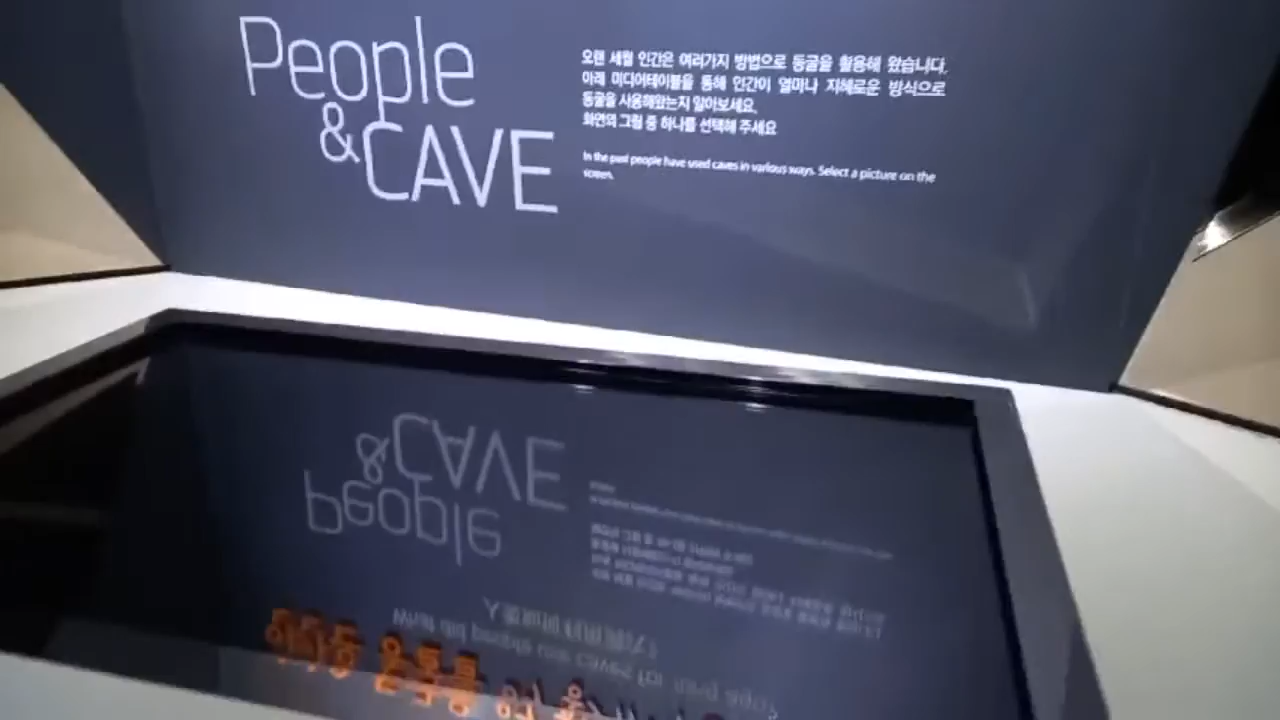 People
& CAVE
오랜 세월 인간은 여러가지 방법으로 동굴을 활용해 왔습니다.
아래 미디어테이블을 통해 인간이 얼마나 지혜로운 방식으로
동굴을 사용해왔는지 알아보세요.
화면의 그림 중 하나를 선택해 주세요
In the past people have used caves in various ways. Select a picture on the
screen.